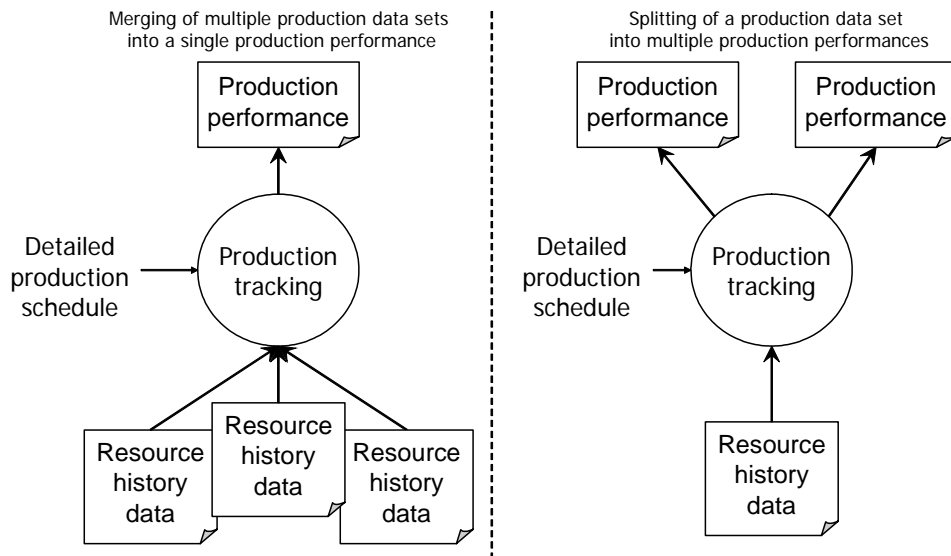 Merging of multiple production data sets
into a single production performance
Production
performance
Detailed
production
schedule
Production
tracking
Resource
history
data
Resource
history
data
Resource
history
data
Splitting of a production data set
into multiple production performances
Production
performance
Production
performance
Detailed
production
schedule
Production
tracking
Resource
history
data